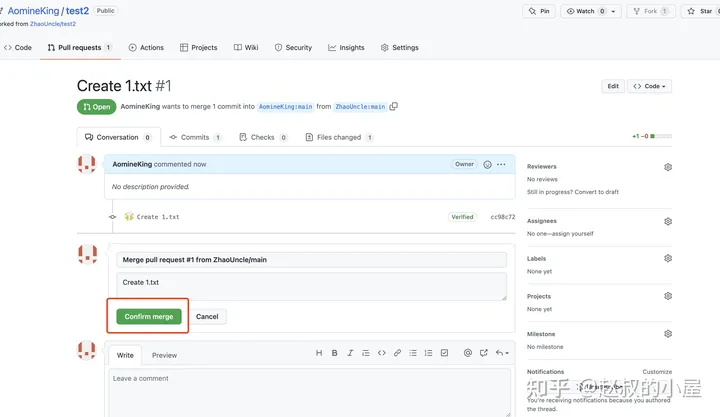 AomineKing / test2 Public
Pin Watch 0 Fork 1 Star
orked from ZhaoUncle/test2
Code Pull requests 1 Actions Projects Wiki Security Insights Settings
Create 1.txt #1
Edit Code
Open AomineKing wants to merge 1 commit into AomineKing:main from ZhaoUncle:main
Conversation 0 Commits 1 Checks 0 Files changed 1
+1 −0
AomineKing commented now Owner
No description provided.
Create 1.txt Verified cc98c72
Merge pull request #1 from ZhaoUncle/main
Create 1.txt
Confirm merge Cancel
Write Preview
H B I
Leave a comment
Reviewers
No reviews
Still in progress? Convert to draft
Assignees
No one—assign yourself
Labels
None yet
Projects
None yet
Milestone
No milestone
Notifications Customize
知乎 @赵叔的小屋
You're receiving notifications because you authored
the thread.